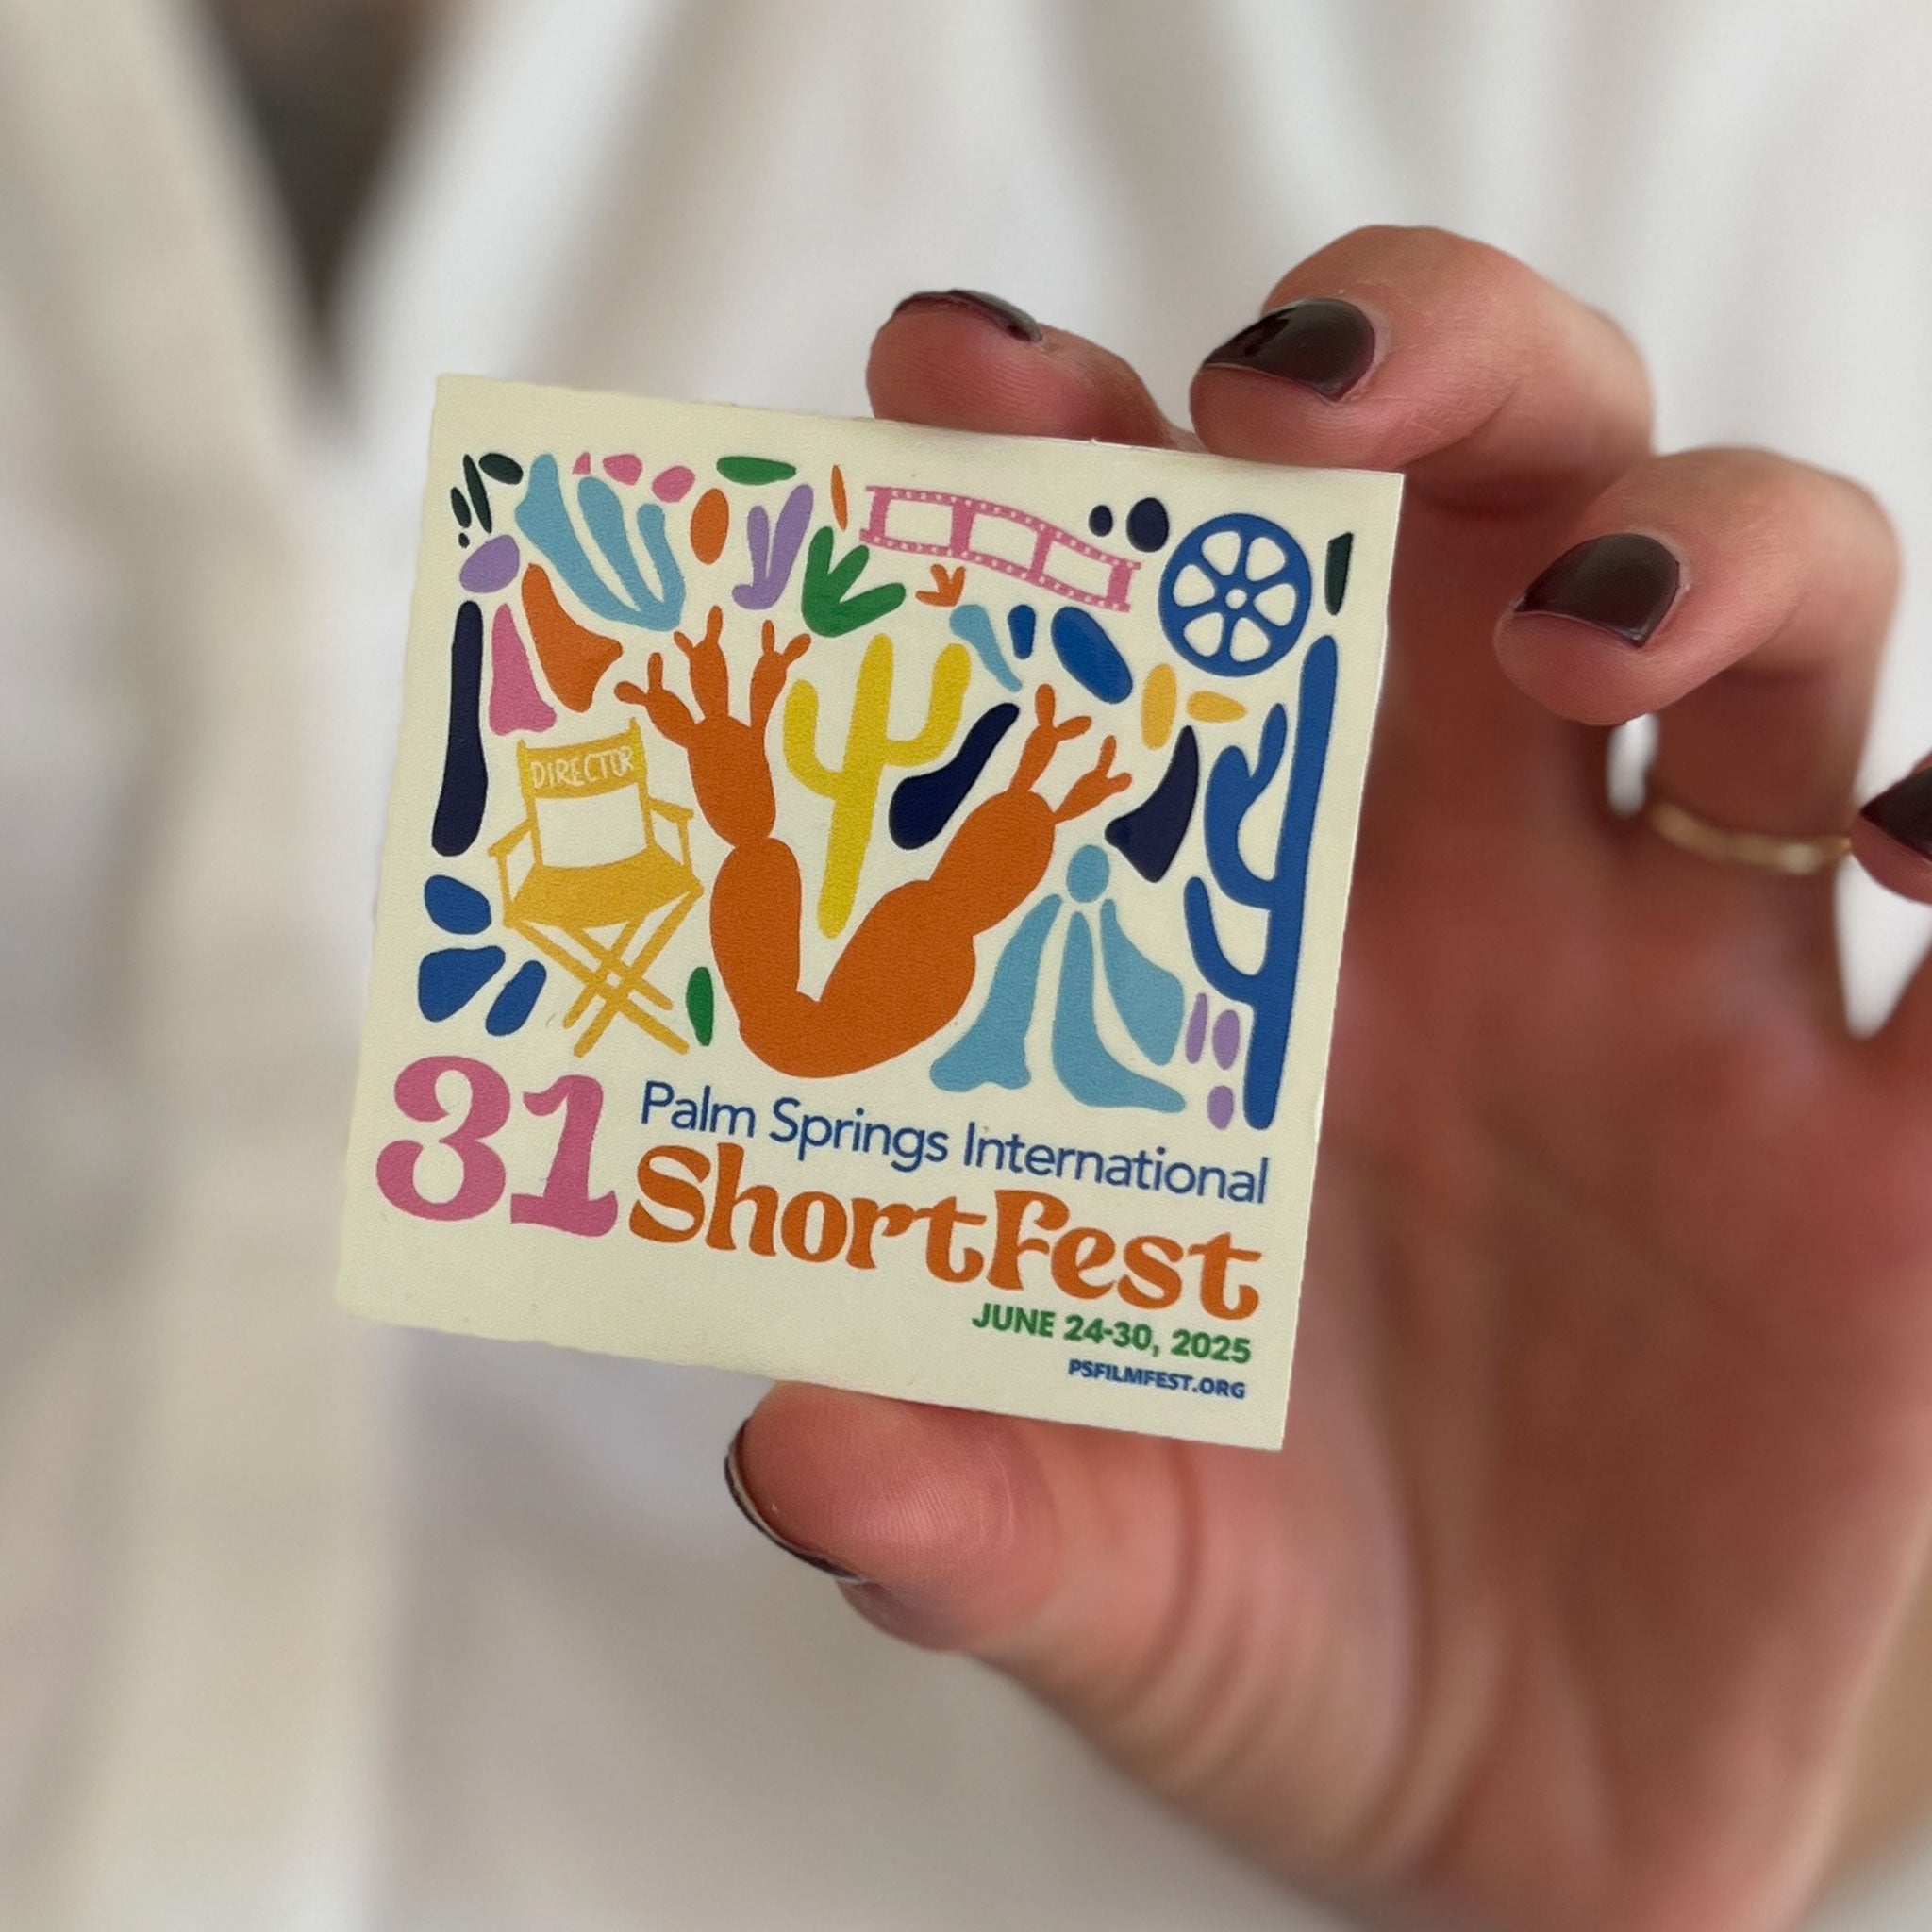 DIRECTOR
31 Palm Springs International
Shortfest
JUNE 24-30, 2025
PSFILMFEST.ORG